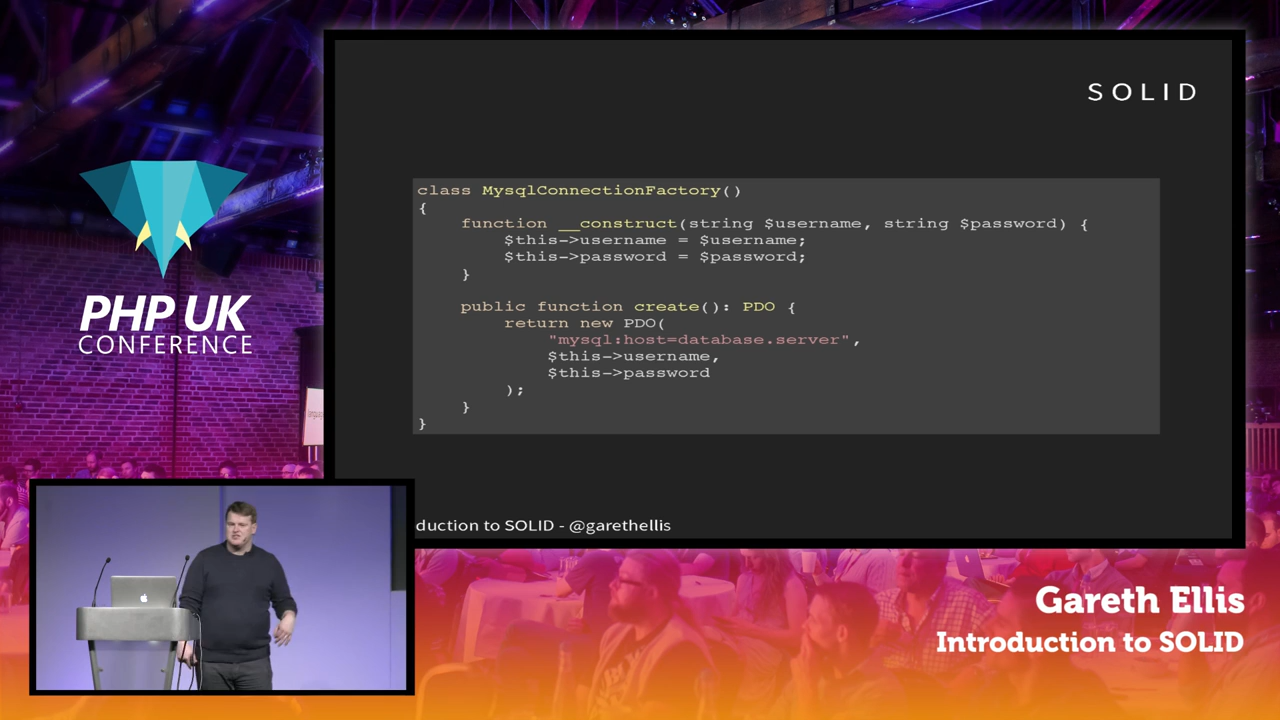 SOLID
class MysqlConnectionFactory()
{
function __construct(string $username, string $password) {
$this->username = $username;
$this->password = $password;
}
public function create(): PDO {
return new PDO(
"mysql:host=database.server",
$this->username,
$this->password
);
}
}
duction to SOLID - @garethellis
PHP UK
CONFERENCE
Gareth Ellis
Introduction to SOLID